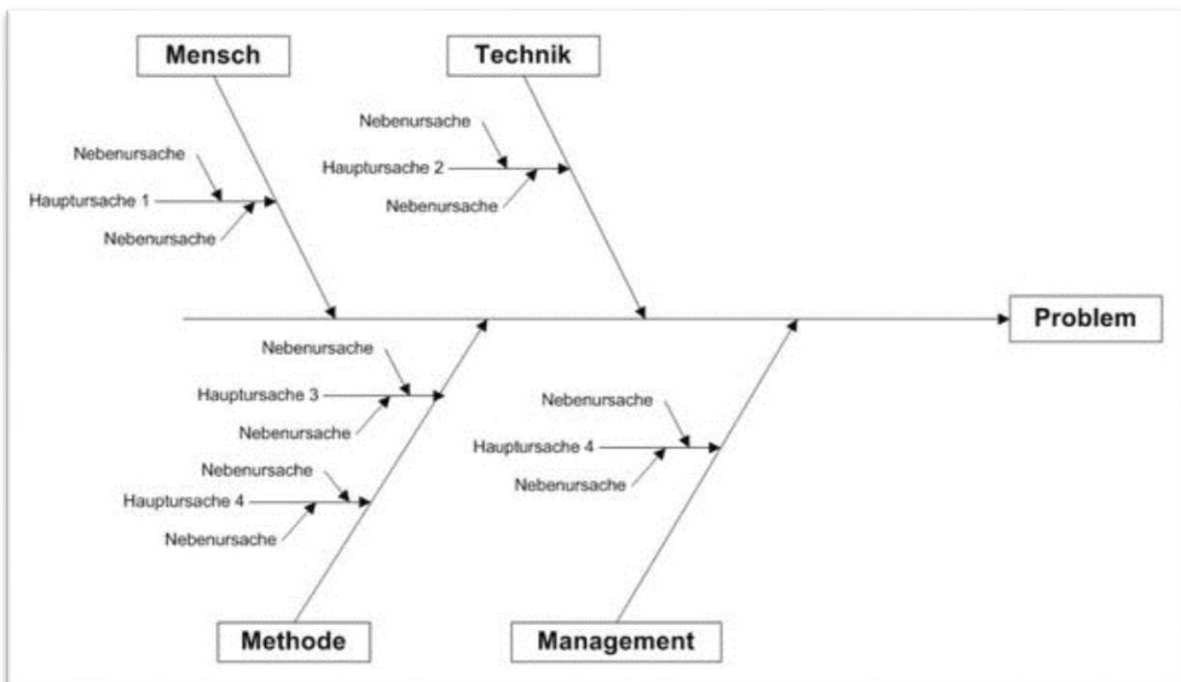 Mensch
Technik
Nebenursache
Nebenursache
Hauptursache 2
Hauptursache 1
Nebenursache
Nebenursache
Problem
Nebenursache
Hauptursache 3
Nebenursache
Nebenursache
Hauptursache 4
Nebenursache
Nebenursache
Hauptursache 4
Nebenursache
Methode
Management